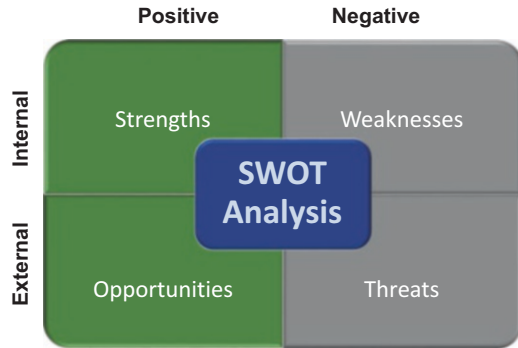 Positive
Negative
Internal
Strengths
Weaknesses
SWOT
Analysis
External
Opportunities
Threats